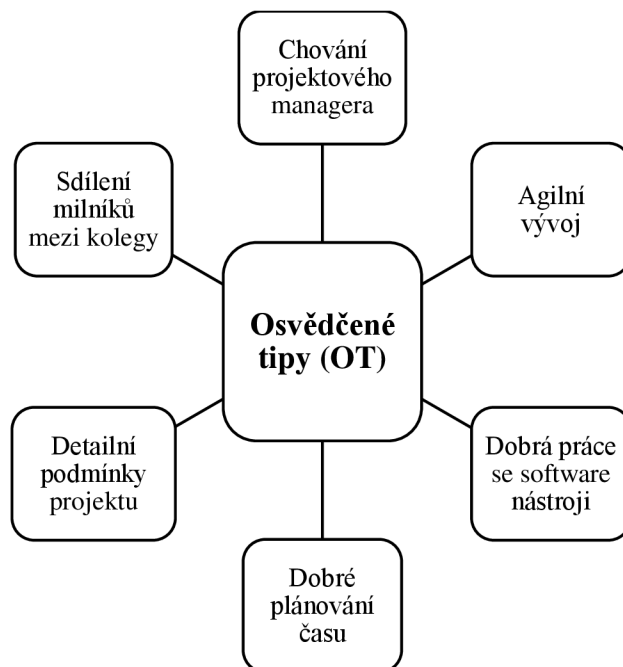 Chování
projektového
managera
Sdílení
milníků
mezi kolegy
Agilní
vývoj
Osvědčené
tipy (OT)
Detailní
podmínky
projektu
Dobrá práce
se software
nástroji
Dobré
plánování
času